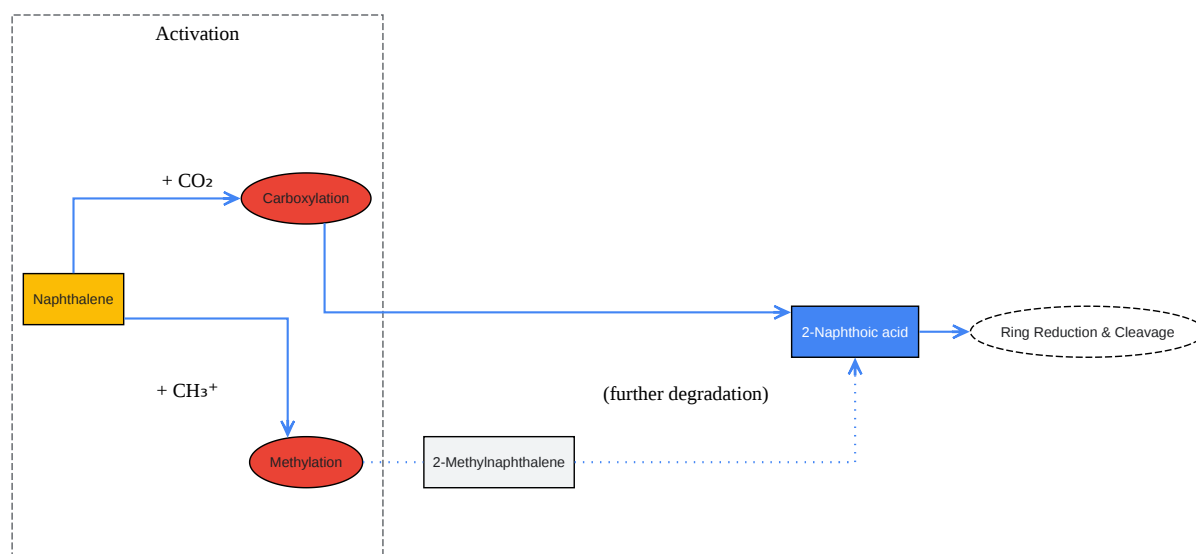 Activation
+ CO₂
Carboxylation
Naphthalene
2-Naphthoic acid
Ring Reduction & Cleavage
+ CH₃⁺
(further degradation)
Methylation
2-Methylnaphthalene